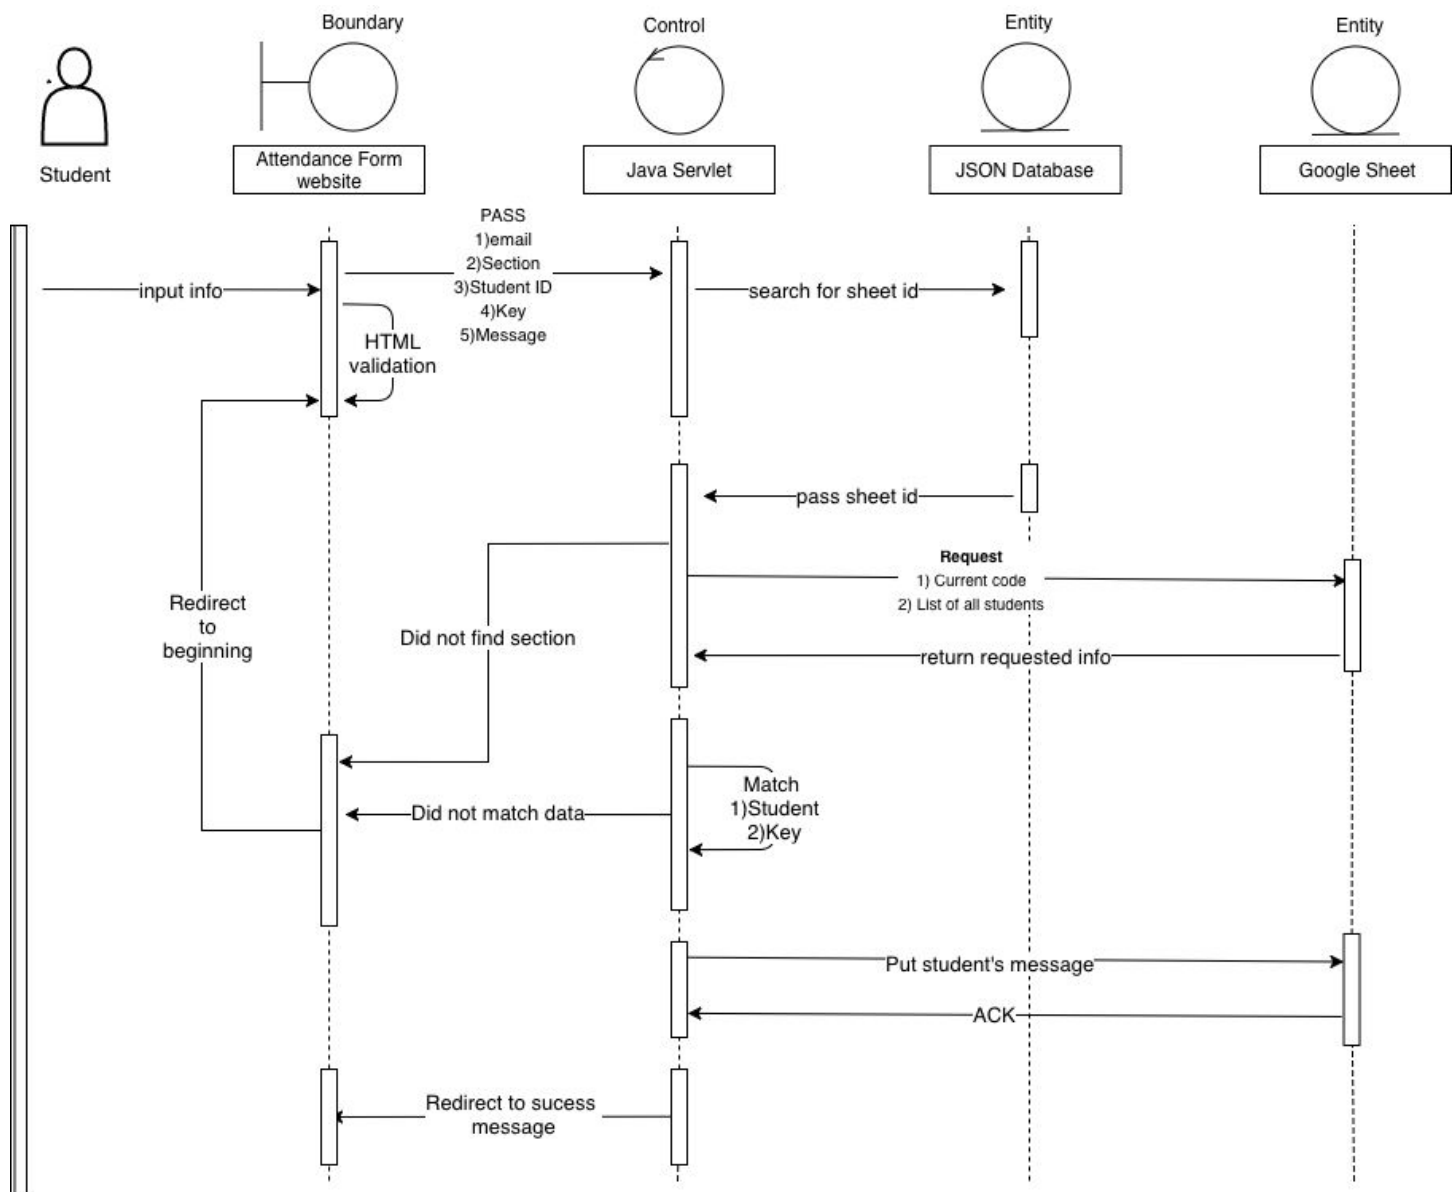 Boundary
Control
Entity
Entity
Student
Attendance Form
website
Java Servlet
JSON Database
Google Sheet
PASS
1)email
2)Section
3)Student ID
4)Key
5)Message
input info
search for sheet id
HTML
validation
pass sheet id
Request
1) Current code
2) List of all students
Redirect
to
beginning
Did not find section
return requested info
Match
1)Student
2)Key
Did not match data
Put student's message
ACK
Redirect to sucess
message